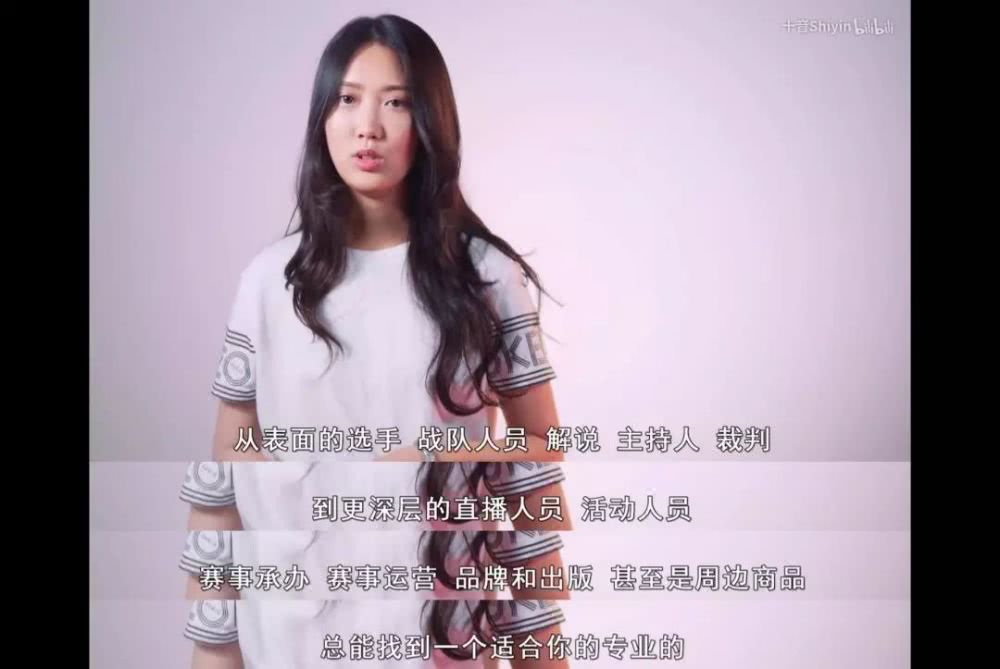 十音Shiyin bilibili
从表面的选手 战队人员 解说 主持人 裁判
到更深层的直播人员 活动人员
赛事承办 赛事运营 品牌和出版 甚至是周边商品
总能找到一个适合你的专业的